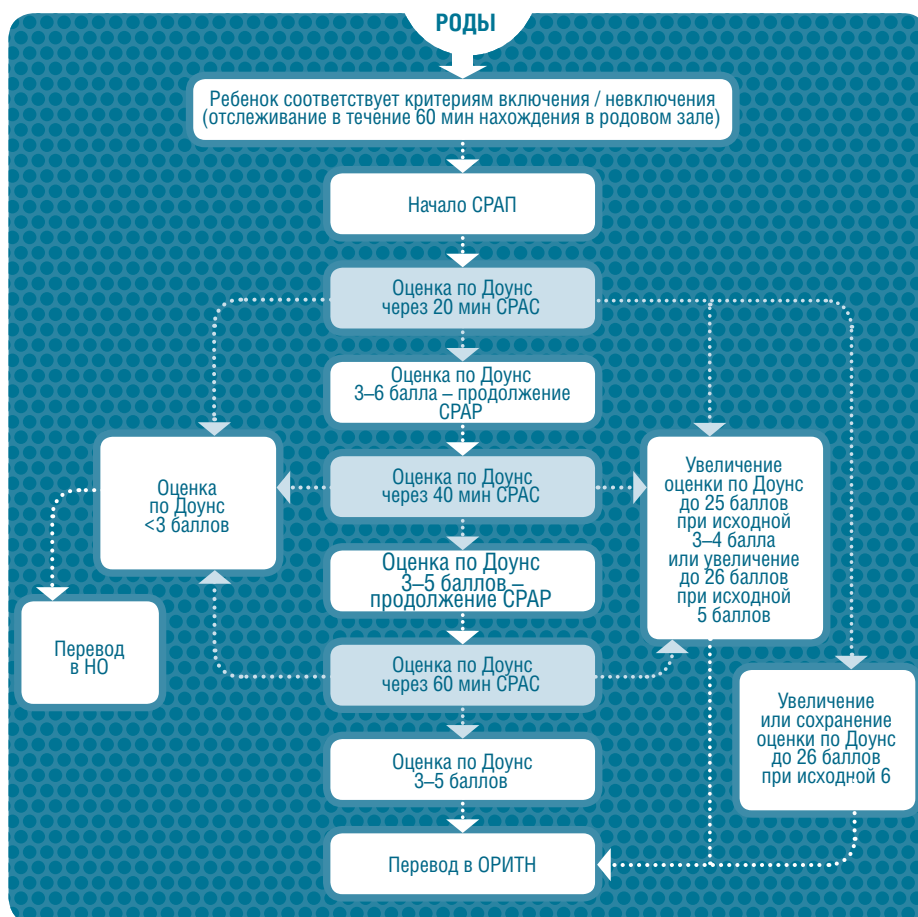 РОДЫ
Ребенок соответствует критериям включения / невключения
(отслеживание в течение 60 мин нахождения в родовом зале)
Начало СРАП
Оценка по Доунс
через 20 мин СРАС
Оценка по Доунс
3–6 балла – продолжение
СРАР
Оценка по Доунс
через 40 мин СРАС
Оценка
по Доунс
<3 баллов
Увеличение
оценки по Доунс
до 25 баллов
при исходной
3–4 балла
или увеличение
до 26 баллов
при исходной
5 баллов
Оценка по Доунс
3–5 баллов –
продолжение СРАР
Перевод
в НО
Оценка по Доунс
через 60 мин СРАС
Увеличение
или сохранение
оценки по Доунс
до 26 баллов
при исходной 6
Оценка по Доунс
3–5 баллов
Перевод в ОРИТН